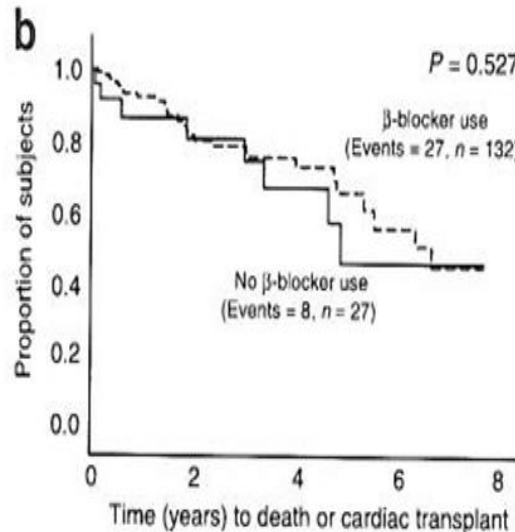 b
P = 0.527
β-blocker use
(Events = 27, n = 132)
No β-blocker use
(Events = 8, n = 27)
Proportion of subjects
1.0
0.8
0.6
0.4
0.2
0.0
0 2 4 6 8
Time (years) to death or cardiac transplant